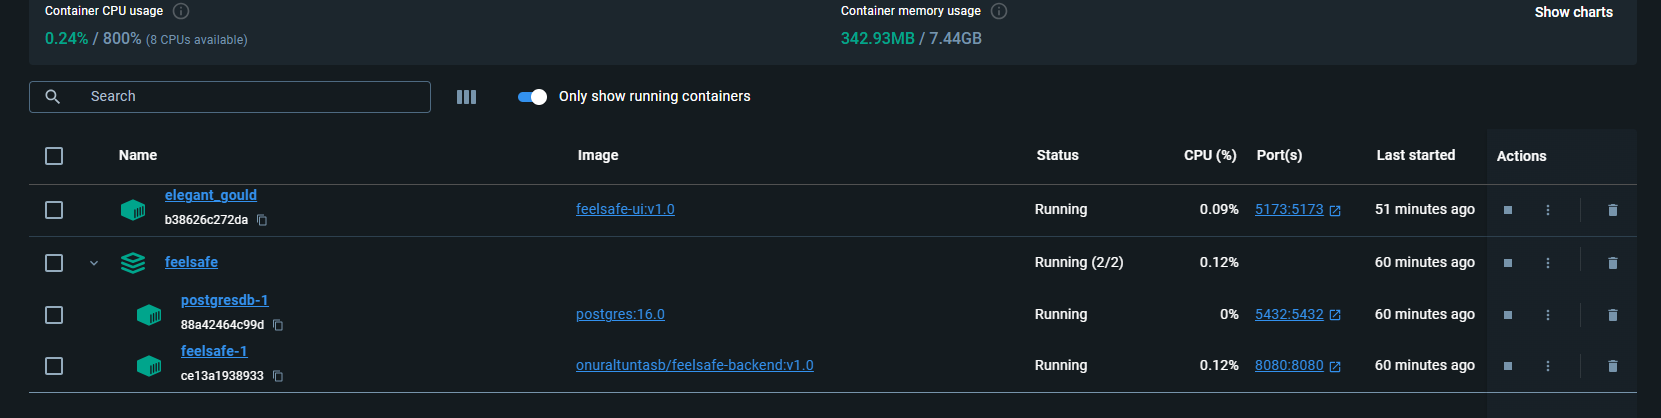 Container CPU usage
0.24% / 800% (8 CPUs available)
Container memory usage
342.93MB / 7.44GB
Show charts
Search
Only show running containers
Name Image Status CPU (%) Port(s) Last started Actions
elegant_gould
b38626c272da
feelsafe-ui:v1.0 Running 0.09% 5173:5173 51 minutes ago
feelsafe Running (2/2) 0.12% 60 minutes ago
postgresdb-1
88a42464c99d
postgres:16.0 Running 0% 5432:5432 60 minutes ago
feelsafe-1
ce13a1938933
onuraltuntasb/feelsafe-backend:v1.0 Running 0.12% 8080:8080 60 minutes ago